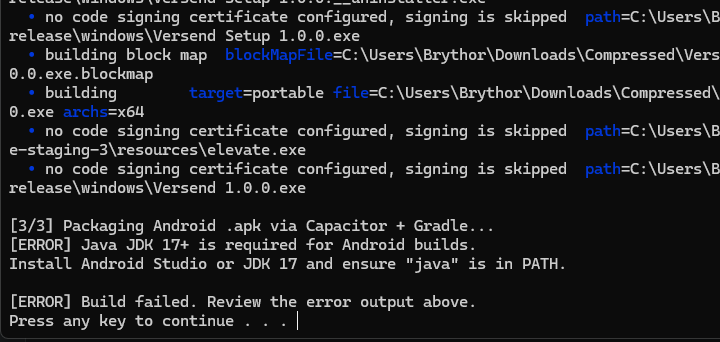 release\windows\Versend Setup 1.0.0.__uninstaller.exe
  • no code signing certificate configured, signing is skipped  path=C:\Users\B
release\windows\Versend Setup 1.0.0.exe
  • building block map  blockMapFile=C:\Users\Brythor\Downloads\Compressed\Vers
0.0.exe.blockmap
  • building        target=portable file=C:\Users\Brythor\Downloads\Compressed\
0.exe archs=x64
  • no code signing certificate configured, signing is skipped  path=C:\Users\B
e-staging-3\resources\elevate.exe
  • no code signing certificate configured, signing is skipped  path=C:\Users\B
release\windows\Versend 1.0.0.exe

[3/3] Packaging Android .apk via Capacitor + Gradle...
[ERROR] Java JDK 17+ is required for Android builds.
Install Android Studio or JDK 17 and ensure "java" is in PATH.

[ERROR] Build failed. Review the error output above.
Press any key to continue . . .